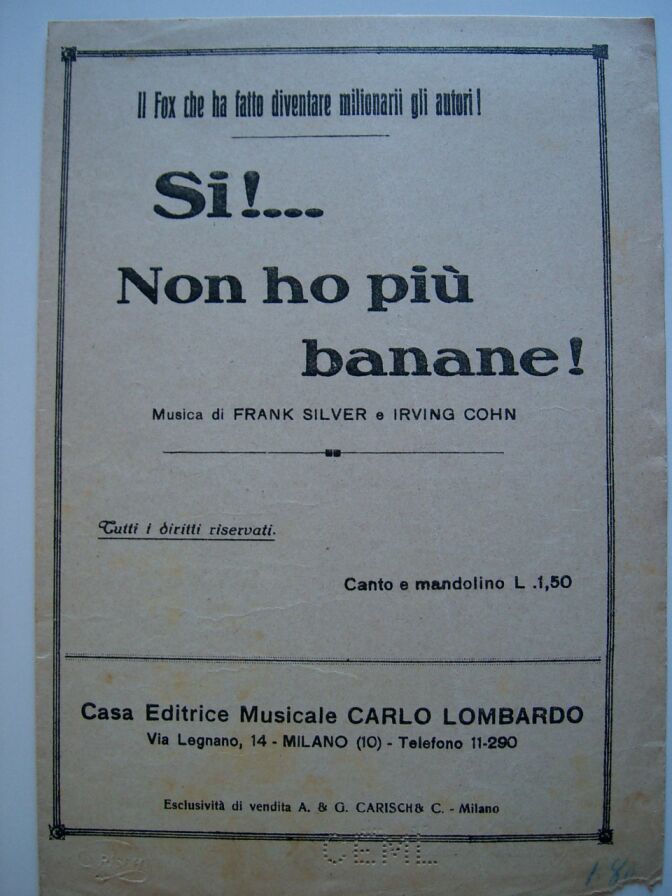 Il Fox che ha fatto diventare milionarii gli autori!
Si!....
Non ho più
banane!
Musica di FRANK SILVER e IRVING COHN
Tutti i diritti riservati.
Canto e mandolino L .1,50
Casa Editrice Musicale CARLO LOMBARDO
Via Legnano, 14 - MILANO (10) - Telefono 11-290
Esclusività di vendita A. & G. CARISCH& C. - Milano